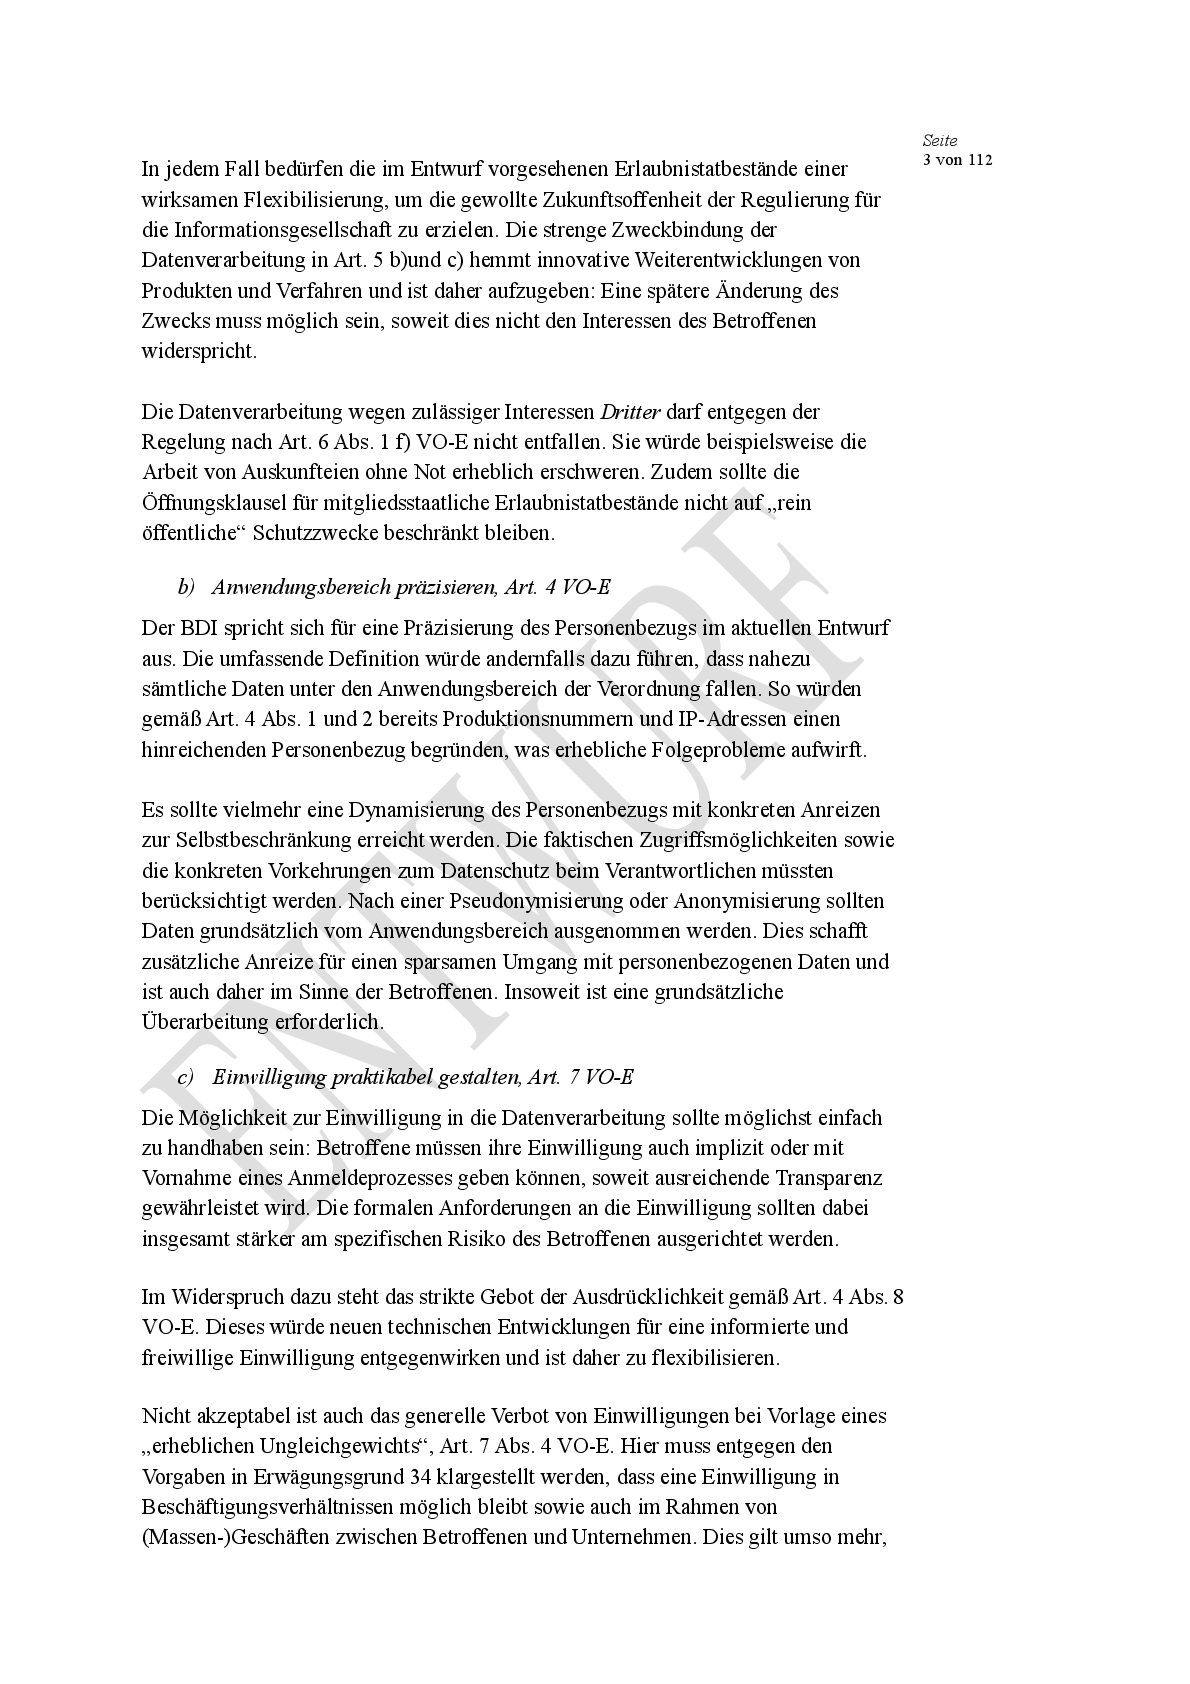 Seite
3 von 112
In jedem Fall bedürfen die im Entwurf vorgesehenen Erlaubnistatbestände einer
wirksamen Flexibilisierung, um die gewollte Zukunftsoffenheit der Regulierung für
die Informationsgesellschaft zu erzielen. Die strenge Zweckbindung der
Datenverarbeitung in Art. 5 b)und c) hemmt innovative Weiterentwicklungen von
Produkten und Verfahren und ist daher aufzugeben: Eine spätere Änderung des
Zwecks muss möglich sein, soweit dies nicht den Interessen des Betroffenen
widerspricht.
Die Datenverarbeitung wegen zulässiger Interessen Dritter darf entgegen der
Regelung nach Art. 6 Abs. 1 f) VO-E nicht entfallen. Sie würde beispielsweise die
Arbeit von Auskunfteien ohne Not erheblich erschweren. Zudem sollte die
Öffnungsklausel für mitgliedsstaatliche Erlaubnistatbestände nicht auf „rein
öffentliche“ Schutzzwecke beschränkt bleiben.
b) Anwendungsbereich präzisieren, Art. 4 VO-E
Der BDI spricht sich für eine Präzisierung des Personenbezugs im aktuellen Entwurf
aus. Die umfassende Definition würde andernfalls dazu führen, dass nahezu
sämtliche Daten unter den Anwendungsbereich der Verordnung fallen. So würden
gemäß Art. 4 Abs. 1 und 2 bereits Produktionsnummern und IP-Adressen einen
hinreichenden Personenbezug begründen, was erhebliche Folgeprobleme aufwirft.
Es sollte vielmehr eine Dynamisierung des Personenbezugs mit konkreten Anreizen
zur Selbstbeschränkung erreicht werden. Die faktischen Zugriffsmöglichkeiten sowie
die konkreten Vorkehrungen zum Datenschutz beim Verantwortlichen müssten
berücksichtigt werden. Nach einer Pseudonymisierung oder Anonymisierung sollten
Daten grundsätzlich vom Anwendungsbereich ausgenommen werden. Dies schafft
zusätzliche Anreize für einen sparsamen Umgang mit personenbezogenen Daten und
ist auch daher im Sinne der Betroffenen. Insoweit ist eine grundsätzliche
Überarbeitung erforderlich.
c) Einwilligung praktikabel gestalten, Art. 7 VO-E
Die Möglichkeit zur Einwilligung in die Datenverarbeitung sollte möglichst einfach
zu handhaben sein: Betroffene müssen ihre Einwilligung auch implizit oder mit
Vornahme eines Anmeldeprozesses geben können, soweit ausreichende Transparenz
gewährleistet wird. Die formalen Anforderungen an die Einwilligung sollten dabei
insgesamt stärker am spezifischen Risiko des Betroffenen ausgerichtet werden.
Im Widerspruch dazu steht das strikte Gebot der Ausdrücklichkeit gemäß Art. 4 Abs. 8
VO-E. Dieses würde neuen technischen Entwicklungen für eine informierte und
freiwillige Einwilligung entgegenwirken und ist daher zu flexibilisieren.
Nicht akzeptabel ist auch das generelle Verbot von Einwilligungen bei Vorlage eines
„erheblichen Ungleichgewichts“, Art. 7 Abs. 4 VO-E. Hier muss entgegen den
Vorgaben in Erwägungsgrund 34 klargestellt werden, dass eine Einwilligung in
Beschäftigungsverhältnissen möglich bleibt sowie auch im Rahmen von
(Massen-)Geschäften zwischen Betroffenen und Unternehmen. Dies gilt umso mehr,
ENTWURF